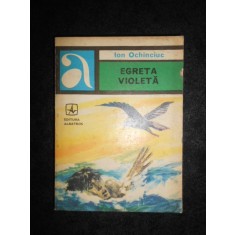 a
Ion Ochinciuc
EGRETA
VIOLETĂ
EDITURA
ALBATROS